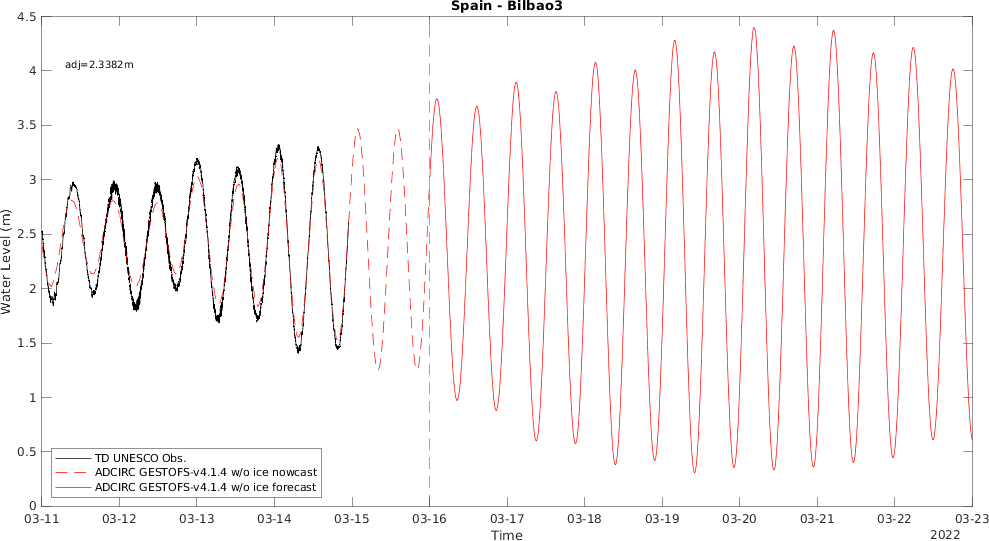 Spain - Bilbao3
4.5
4
3.5
3
2.5
2
1.5
1
0.5
0
Water Level (m)
adj=2.3382m
TD UNESCO Obs.
ADCIRC GESTOFS-v4.1.4 w/o ice nowcast
ADCIRC GESTOFS-v4.1.4 w/o ice forecast
03-11 03-12 03-13 03-14 03-15 03-16 03-17 03-18 03-19 03-20 03-21 03-22 03-23
Time
2022